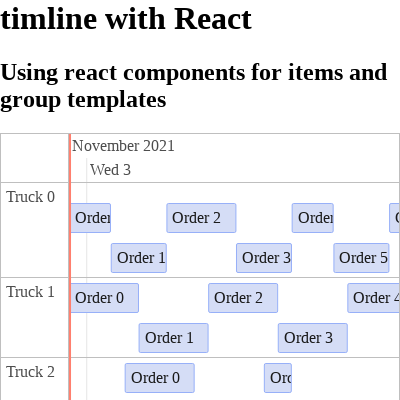 timline with React
Using react components for items and
group templates
November 2021
Wed 3
Truck 0
Order
Order 2
Order
Order 1
Order 3
Order 5
Truck 1
Order 0
Order 2
Order 4
Order 1
Order 3
Truck 2
Order 0